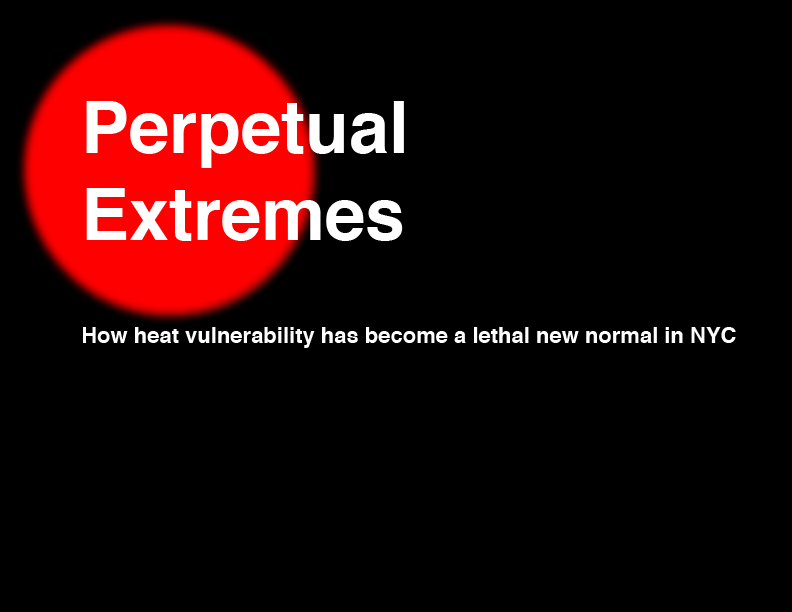 Perpetual
Extremes
How heat vulnerability has become a lethal new normal in NYC